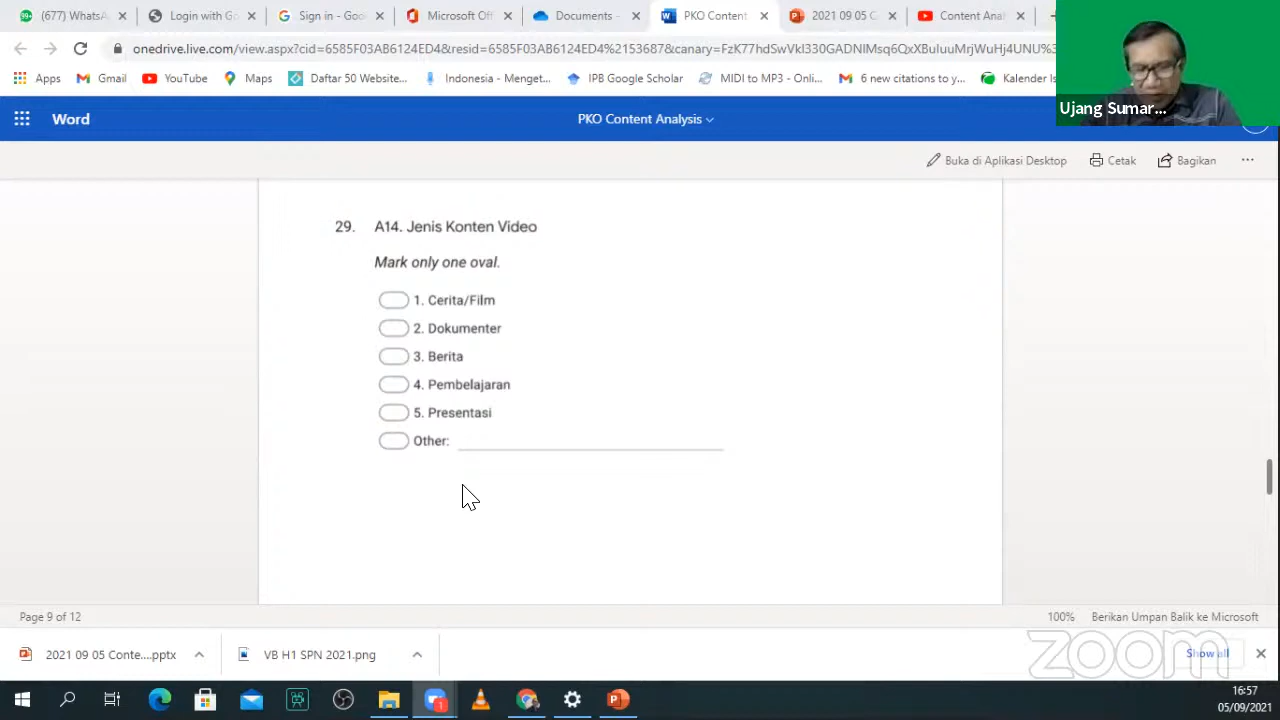 (677) WhatsA
Login with Go
Sign in - Goo
Microsoft Off
Documents -
PKO Content
2021 09 05 C
Content Anal
onedrive.live.com/view.aspx?cid=6585F03AB6124ED4&resid=6585F03AB6124ED4%2153687&canary=
Apps
Gmail
YouTube
Maps
Daftar 50 Website...
Indonesia - Menget...
IPB Google Scholar
MIDI to MP3 - Onli...
6 new citations to y...
Kalender Is
Ujang Sumar...
Word
PKO Content Analysis
Buka di Aplikasi Desktop
Cetak
Bagikan
29. A14. Jenis Konten Video
Mark only one oval.
1. Cerita/Film
2. Dokumenter
3. Berita
4. Pembelajaran
5. Presentasi
Other:
Page 9 of 12
100%
Berikan Umpan Balik ke Microsoft
2021 09 05 Conte....pptx
VB H1 SPN 2021.png
Show all
zoom
16:57
05/09/2021